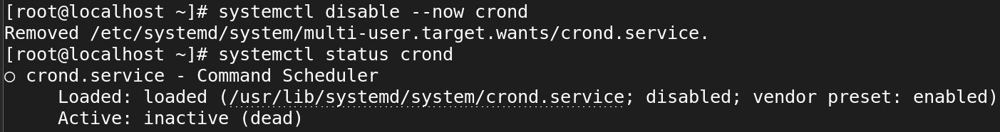 [root@localhost ~]# systemctl disable --now crond
Removed /etc/systemd/system/multi-user.target.wants/crond.service.
[root@localhost ~]# systemctl status crond
○ crond.service - Command Scheduler
     Loaded: loaded (/usr/lib/systemd/system/crond.service; disabled; vendor preset: enabled)
     Active: inactive (dead)